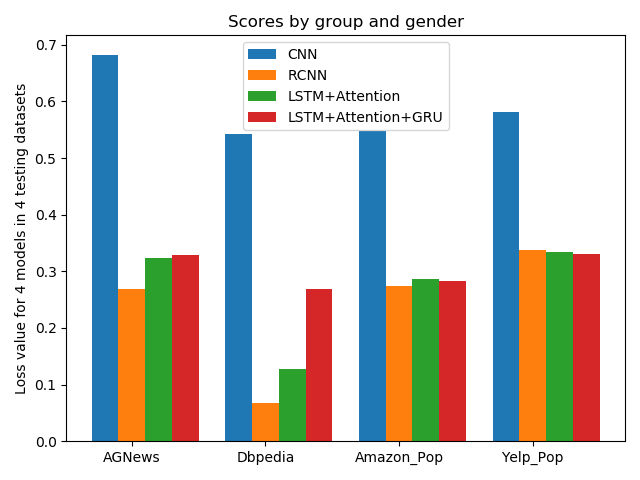 Scores by group and gender
CNN
RCNN
LSTM+Attention
LSTM+Attention+GRU
Loss value for 4 models in 4 testing datasets
0.7
0.6
0.5
0.4
0.3
0.2
0.1
0.0
AGNews Dbpedia Amazon_Pop Yelp_Pop